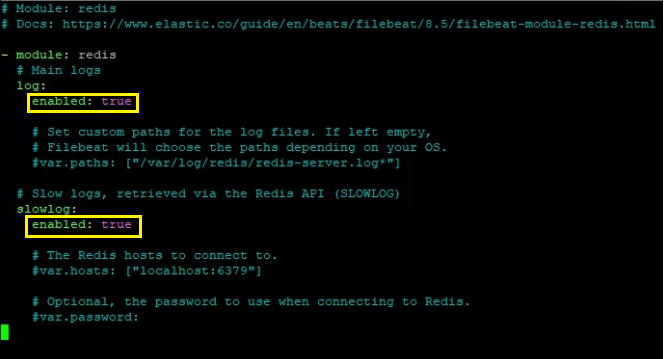 # Module: redis
# Docs: https://www.elastic.co/guide/en/beats/filebeat/8.5/filebeat-module-redis.html
- module: redis
# Main logs
log:
enabled: true
# Set custom paths for the log files. If left empty,
# Filebeat will choose the paths depending on your OS.
#var.paths: ["/var/log/redis/redis-server.log*"]
# Slow logs, retrieved via the Redis API (SLOWLOG)
slowlog:
enabled: true
# The Redis hosts to connect to.
#var.hosts: ["localhost:6379"]
# Optional, the password to use when connecting to Redis.
#var.password: